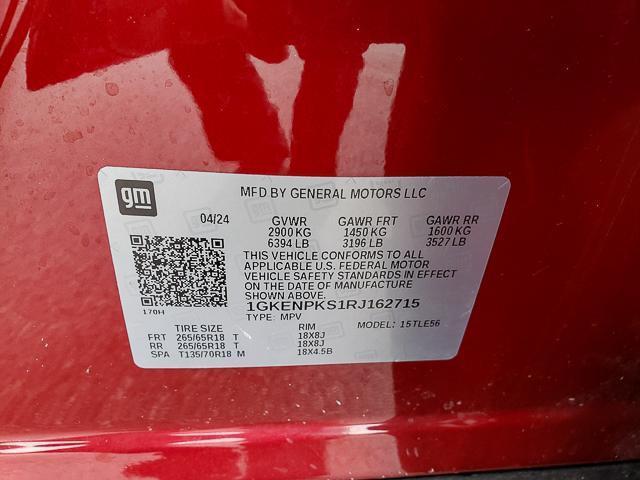 gm
MFD BY GENERAL MOTORS LLC
04/24 GVWR GAWR FRT GAWR RR
2900 KG 1450 KG 1600 KG
6394 LB 3196 LB 3527 LB
THIS VEHICLE CONFORMS TO ALL
APPLICABLE U.S. FEDERAL MOTOR
VEHICLE SAFETY STANDARDS IN EFFECT
ON THE DATE OF MANUFACTURE
SHOWN ABOVE.
170H
1GKENPKS1RJ162715
TYPE: MPV MODEL: 15TLE56
TIRE SIZE RIM
FRT 265/65R18 T 18X8J
RR 265/65R18 T 18X8J
SPA T135/70R18 M 18X4.5B